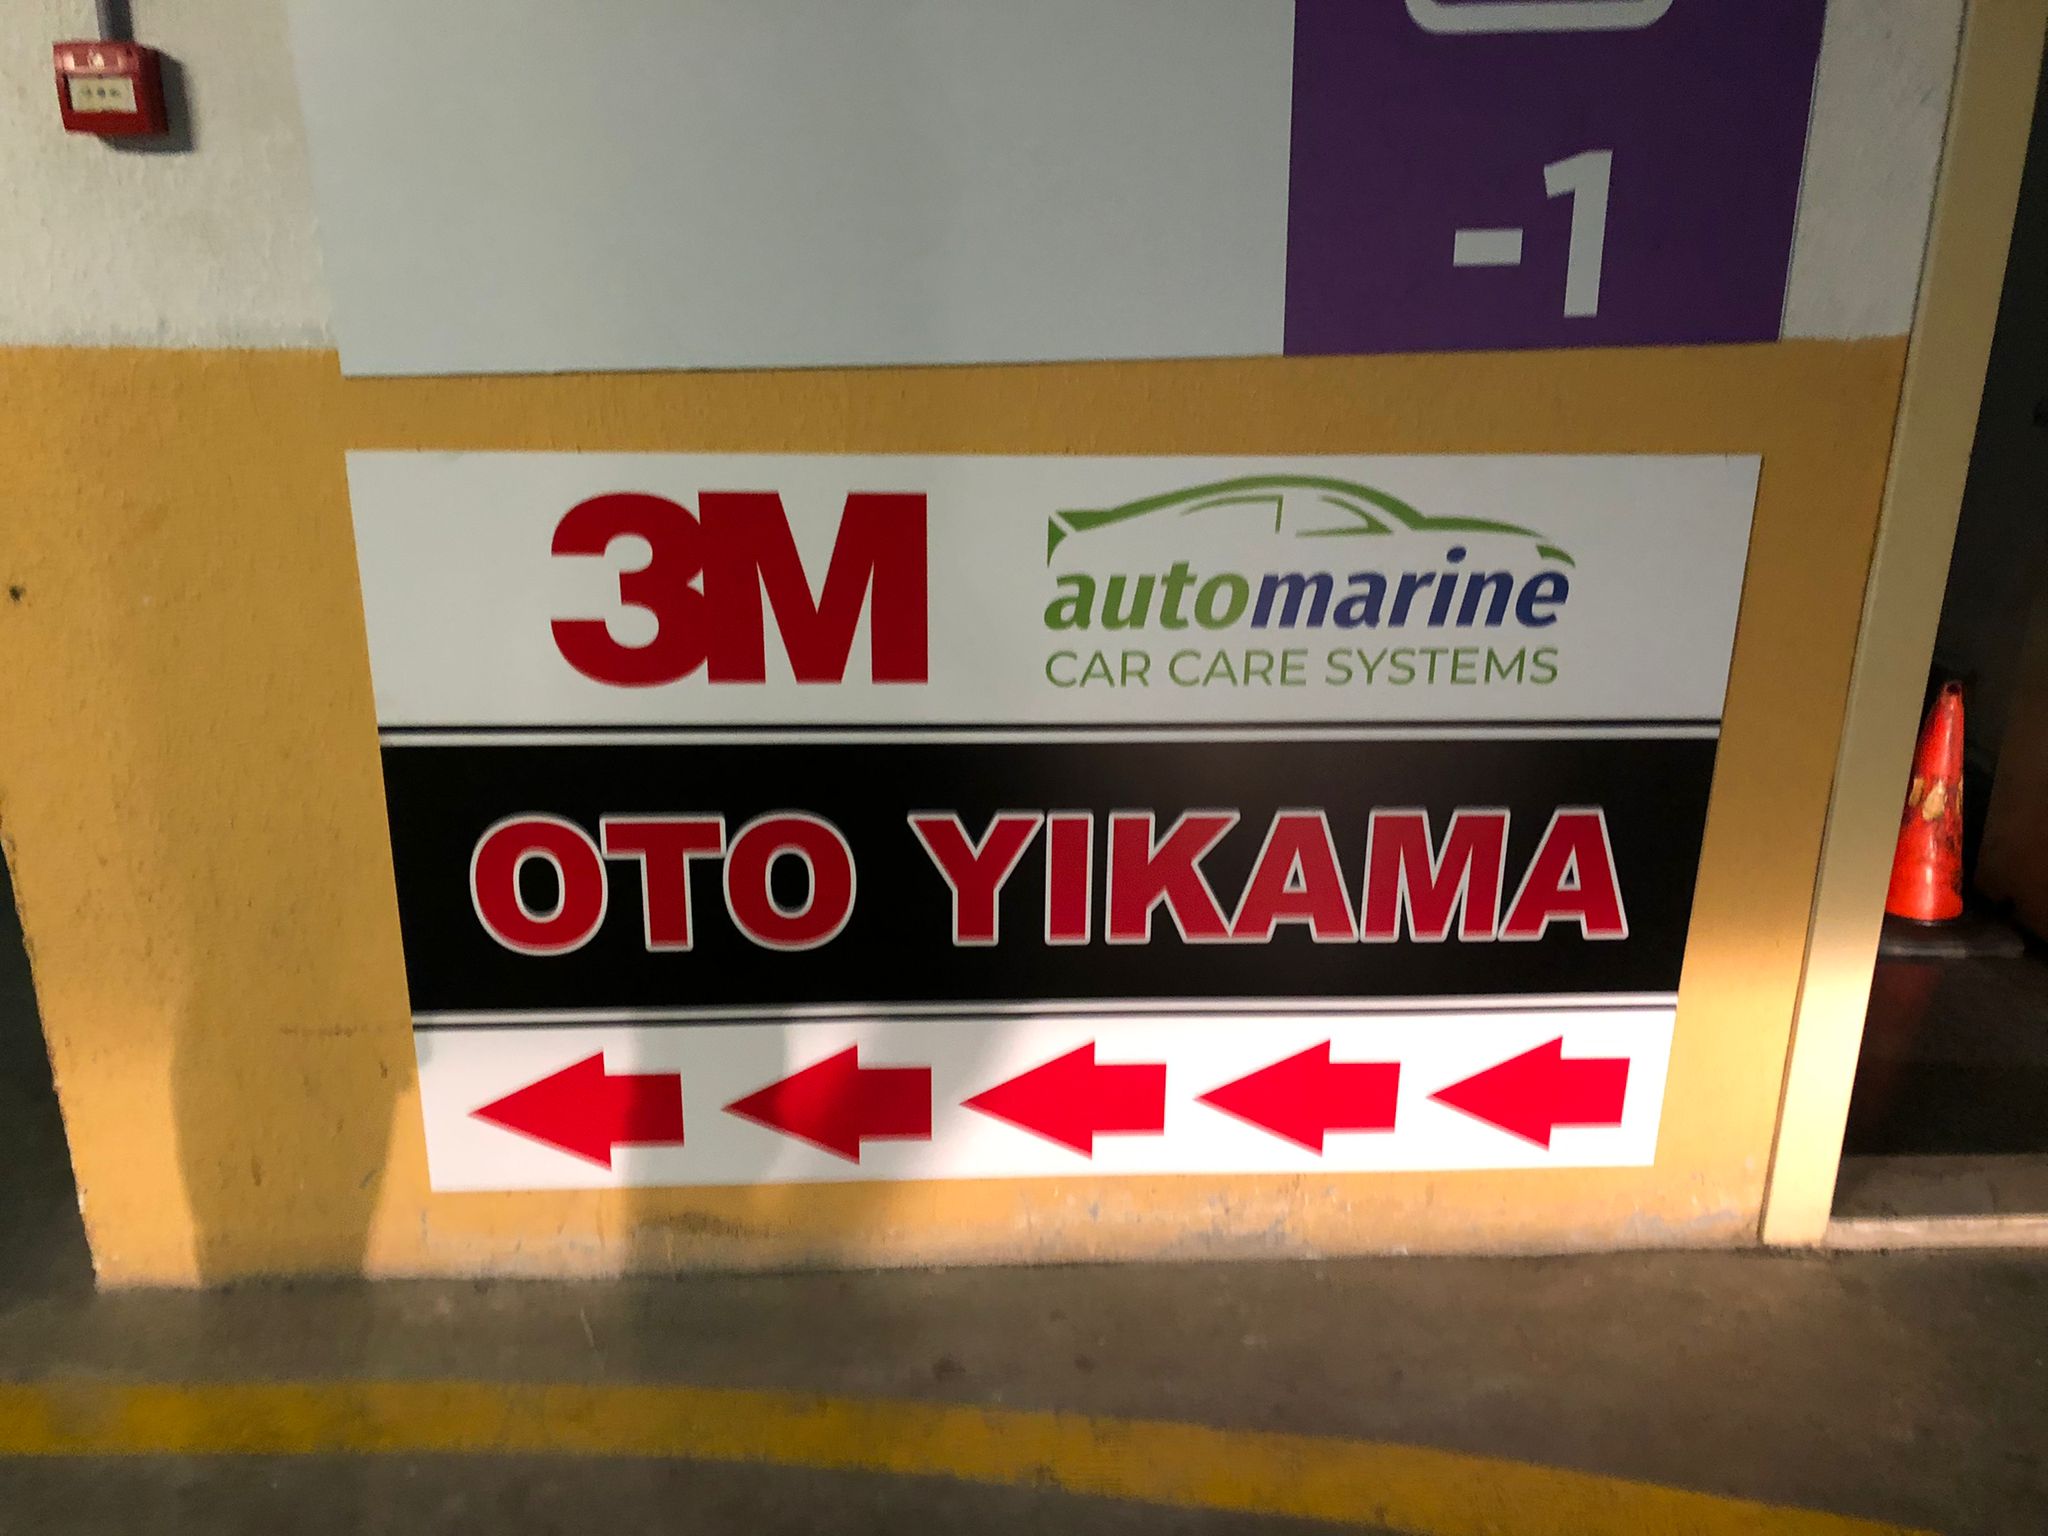 -1
3M
automarine
CAR CARE SYSTEMS
OTO YIKAMA